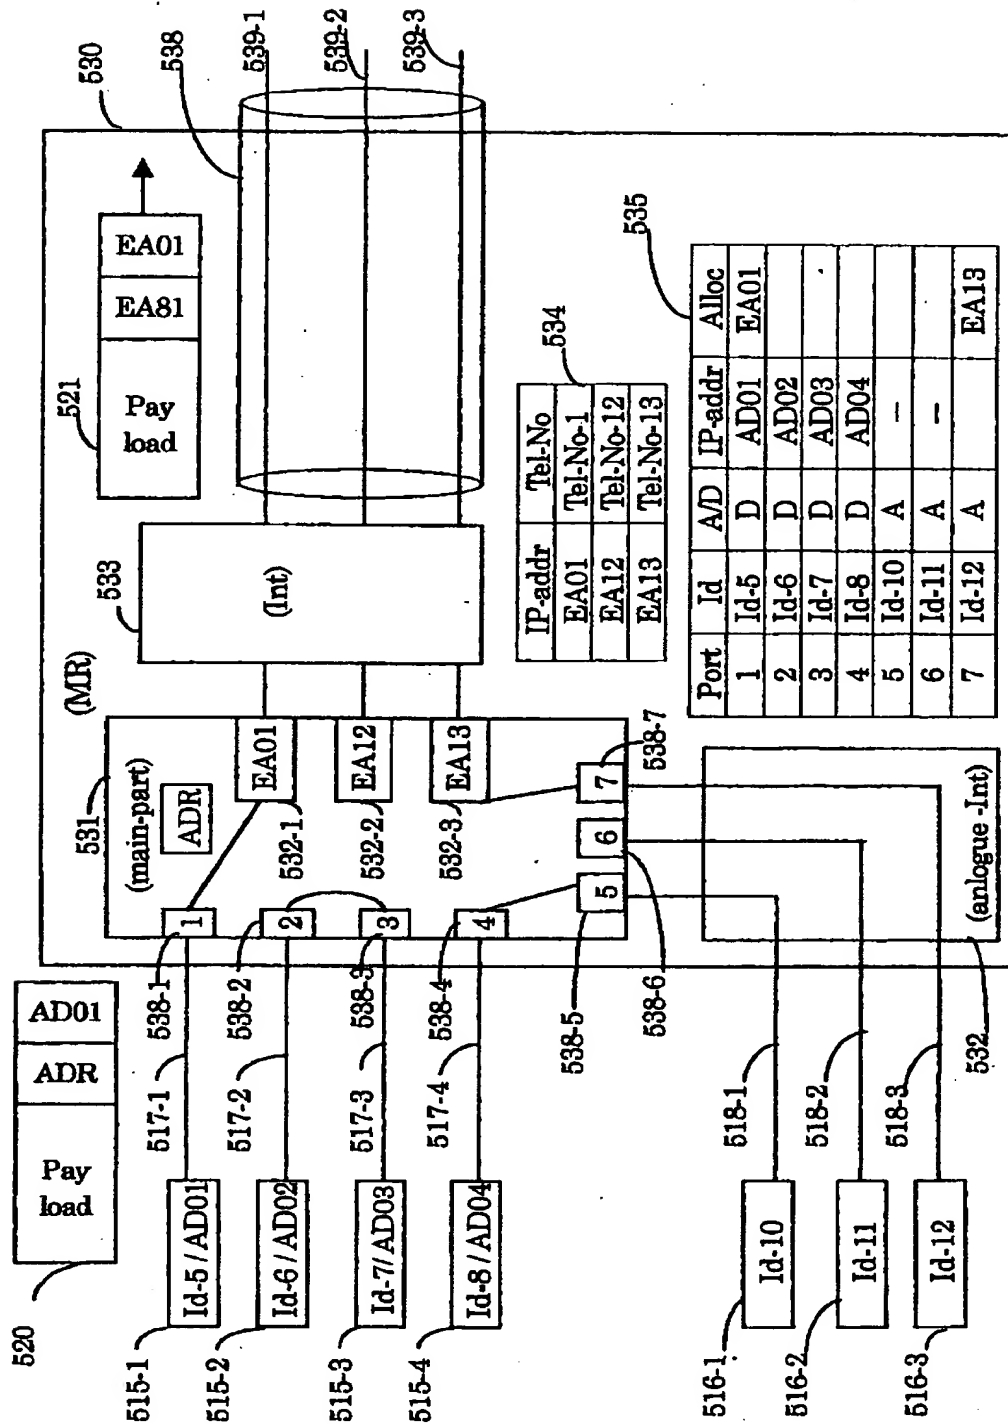 520
Pay load
ADR
AD01
515-1
Id-5 / AD01
517-1
538-1
1
515-2
Id-6 / AD02
517-2
538-2
2
515-3
Id-7/AD03
517-3
538-3
3
515-4
Id-8 / AD04
517-4
538-4
4
516-1
Id-10
518-1
538-5
5
516-2
Id-11
518-2
538-6
6
516-3
Id-12
518-3
538-7
7
532
(anlogue -Int)
531
(main-part)
ADR
532-1
EA01
532-2
EA12
532-3
EA13
(MR)
533
(Int)
521
Pay load
EA81
EA01
530
538
539-1
539-2
539-3
534
IP-addr Tel-No
EA01 Tel-No-1
EA12 Tel-No-12
EA13 Tel-No-13
535
Port Id A/D IP-addr Alloc
1 Id-5 D AD01 EA01
2 Id-6 D AD02
3 Id-7 D AD03
4 Id-8 D AD04
5 Id-10 A –
6 Id-11 A –
7 Id-12 A EA13